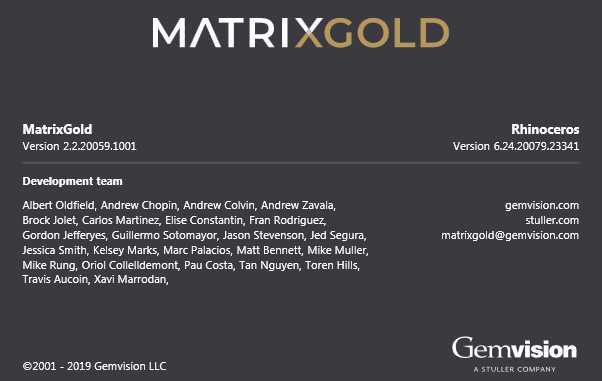 MATRIXGOLD
MatrixGold
Rhinoceros
Version 2.2.20059.1001
Version 6.24.20079.23341
Development team
Albert Oldfield, Andrew Chopin, Andrew Colvin, Andrew Zavala,
Brock Jolet, Carlos Martinez, Elise Constantin, Fran Rodriguez,
Gordon Jefferyes, Guillermo Sotomayor, Jason Stevenson, Jed Segura,
Jessica Smith, Kelsey Marks, Marc Palacios, Matt Bennett, Mike Muller,
Mike Rung, Oriol Collelldemont, Pau Costa, Tan Nguyen, Toren Hills,
Travis Aucoin, Xavi Marrodan,
gemvision.com
stuller.com
matrixgold@gemvision.com
©2001 - 2019 Gemvision LLC
Gemvision
A STULLER COMPANY